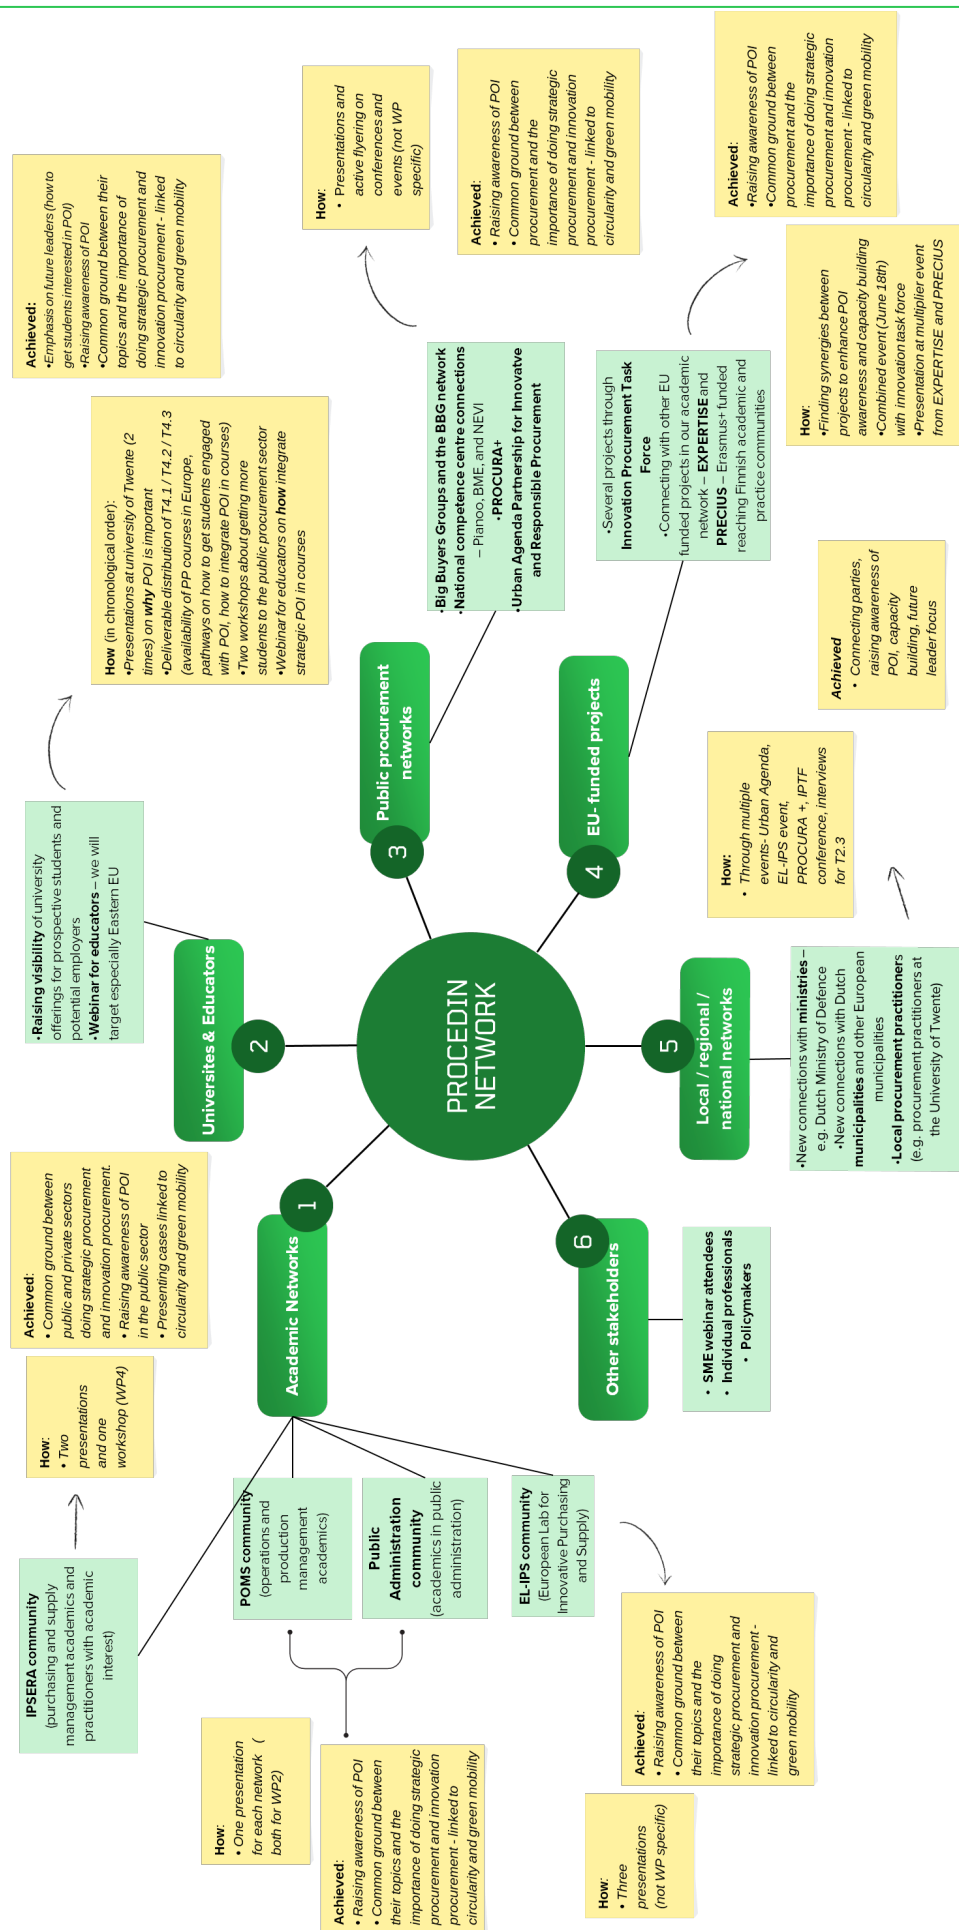 PROCEDIN
NETWORK
1
Academic Networks
IPSERA community
(purchasing and supply
management academics and
practitioners with academic
interest)
How:
• Two
presentations
and one
workshop (WP4)
Achieved:
• Common ground between
public and private sectors
doing strategic procurement
and innovation procurement.
• Raising awareness of POI
in the public sector
• Presenting cases linked to
circularity and green mobility
POMS community
(operations and
production
management
academics)
Public
Administration
community
(academics in public
administration)
How:
• One presentation
for each network (
both for WP2)
Achieved:
• Raising awareness of POI
• Common ground between
their topics and the
importance of doing strategic
procurement and innovation
procurement - linked to
circularity and green mobility
EL-IPS community
(European Lab for
Innovative Purchasing
and Supply)
Achieved:
• Raising awareness of POI
• Common ground between
their topics and the
importance of doing
strategic procurement and
innovation procurement -
linked to circularity and
green mobility
How:
• Three
presentations
(not WP specific)
2
Universites & Educators
•Raising visibility of university
offerings for prospective students and
potential employers
•Webinar for educators – we will
target especially Eastern EU
How (in chronological order):
•Presentations at university of Twente (2
times) on why POI is important
•Deliverable distribution of T4.1 / T4.2 / T4.3
(availability of PP courses in Europe,
pathways on how to get students engaged
with POI, how to integrate POI in courses)
•Two workshops about getting more
students to the public procurement sector
•Webinar for educators on how integrate
strategic POI in courses
Achieved:
•Emphasis on future leaders (how to
get students interested in POI)
•Raising awareness of POI
•Common ground between their
topics and the importance of
doing strategic procurement and
innovation procurement - linked
to circularity and green mobility
3
Public procurement
networks
•Big Buyers Groups and the BBG network
•National competence centre connections
– Pianoo, BME, and NEVI
•PROCURA+
•Urban Agenda Partnership for Innovatve
and Responsible Procurement
How:
• Presentations and
active flyering on
conferences and
events (not WP
specific)
Achieved:
• Raising awareness of POI
• Common ground between
procurement and the
importance of doing strategic
procurement and innovation
procurement - linked to
circularity and green mobility
4
EU- funded projects
•Several projects through
Innovation Procurement Task
Force
•Connecting with other EU
funded projects in our academic
network – EXPERTISE and
PRECIUS – Erasmus+ funded
reaching Finnish academic and
practice communities
Achieved:
•Raising awareness of POI
•Common ground between
procurement and the
importance of doing strategic
procurement and innovation
procurement - linked to
circularity and green mobility
How:
•Finding synergies between
projects to enhance POI
awareness and capacity building
•Combined event (June 18th)
with innovation task force
•Presentation at multiplier event
from EXPERTISE and PRECIUS
5
Local / regional /
national networks
•New connections with ministries –
e.g. Dutch Ministry of Defence
•New connections with Dutch
municipalities and other European
municipalities
•Local procurement practitioners
(e.g. procurement practitioners at
the University of Twente)
How:
• Through multiple
events- Urban Agenda,
EL-IPS event,
PROCURA +, IPTF
conference, interviews
for T2.3
Achieved
• Connecting parties,
raising awareness of
POI, capacity
building, future
leader focus
6
Other stakeholders
• SME webinar attendees
• Individual professionals
• Policymakers